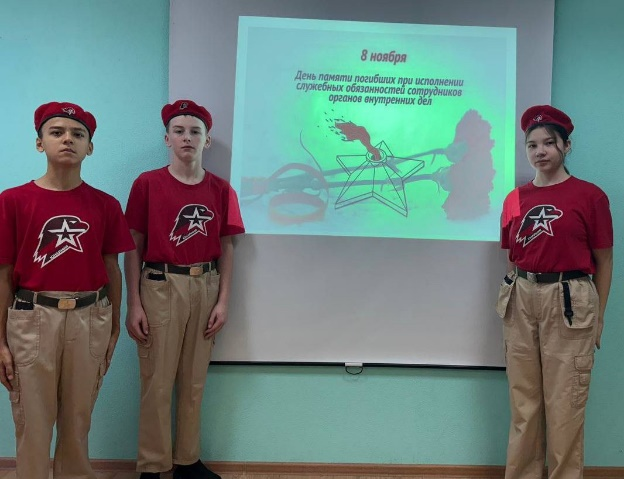 8 ноября
День памяти погибших при исполнении
служебных обязанностей сотрудников
органов внутренних дел